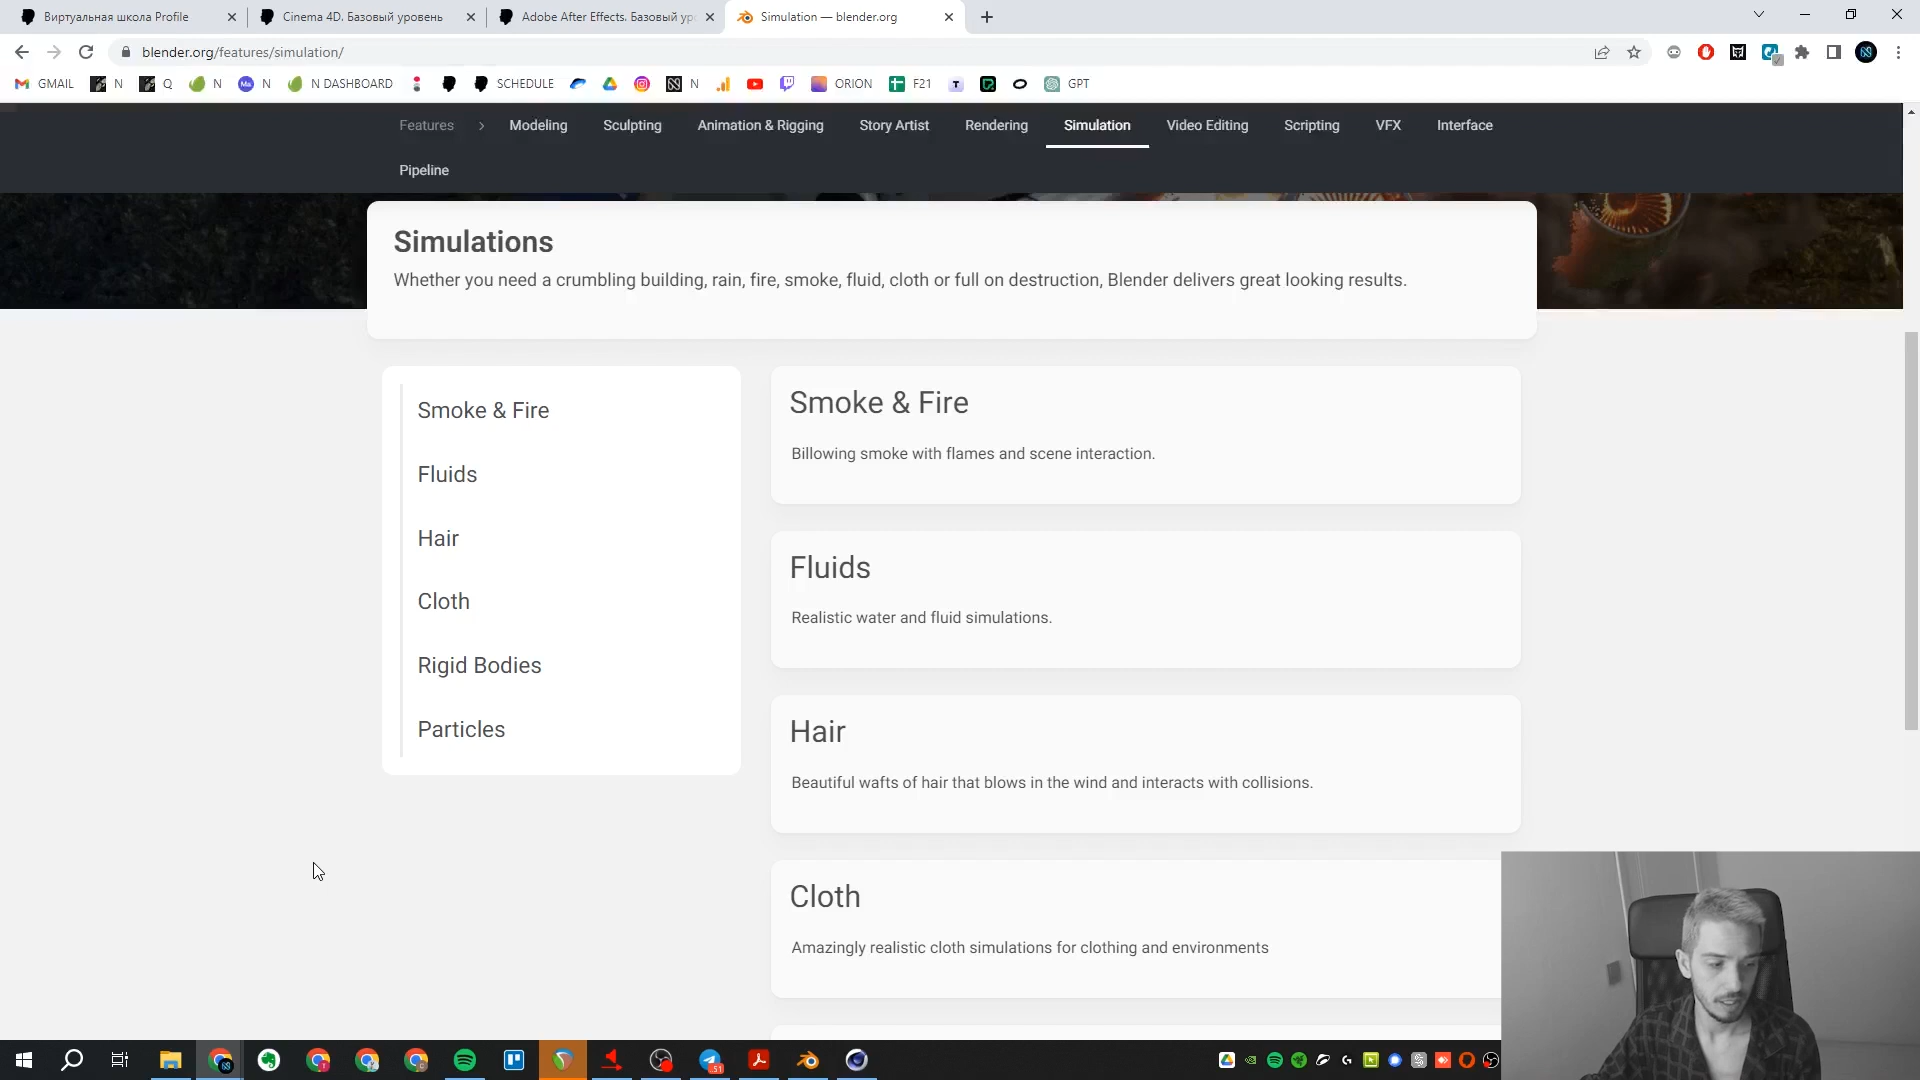 Виртуальная школа Profile
Cinema 4D. Базовый уровень
Adobe After Effects. Базовый ур
Simulation — blender.org
blender.org/features/simulation/
GMAIL
N
Q
N
N
N DASHBOARD
SCHEDULE
N
ORION
F21
GPT
Features
Modeling
Sculpting
Animation & Rigging
Story Artist
Rendering
Simulation
Video Editing
Scripting
VFX
Interface
Pipeline
Simulations
Whether you need a crumbling building, rain, fire, smoke, fluid, cloth or full on destruction, Blender delivers great looking results.
Smoke & Fire
Fluids
Hair
Cloth
Rigid Bodies
Particles
Smoke & Fire
Billowing smoke with flames and scene interaction.
Fluids
Realistic water and fluid simulations.
Hair
Beautiful wafts of hair that blows in the wind and interacts with collisions.
Cloth
Amazingly realistic cloth simulations for clothing and environments